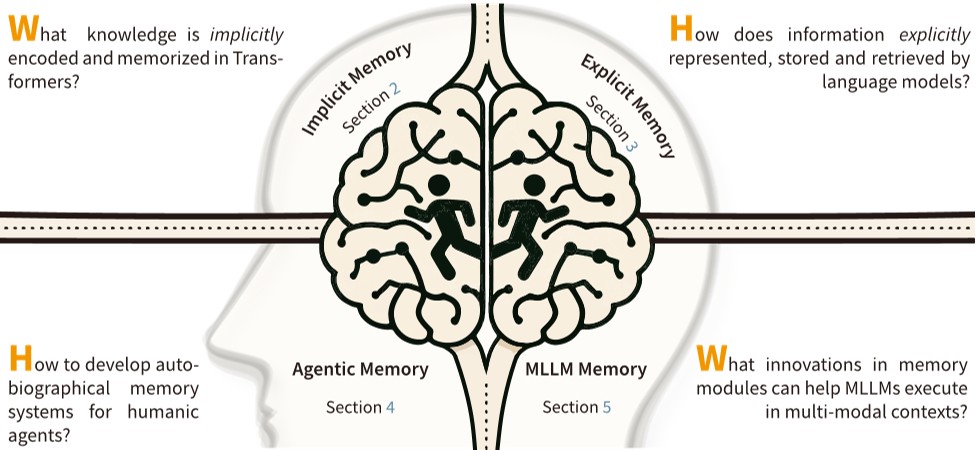 What knowledge is implicitly
encoded and memorized in Trans-
formers?
How does information explicitly
represented, stored and retrieved by
language models?
Implicit Memory
Section 2
Explicit Memory
Section 3
How to develop auto-
biographical memory
systems for humanic
agents?
Agentic Memory
Section 4
MLLM Memory
Section 5
What innovations in memory
modules can help MLLMs execute
in multi-modal contexts?